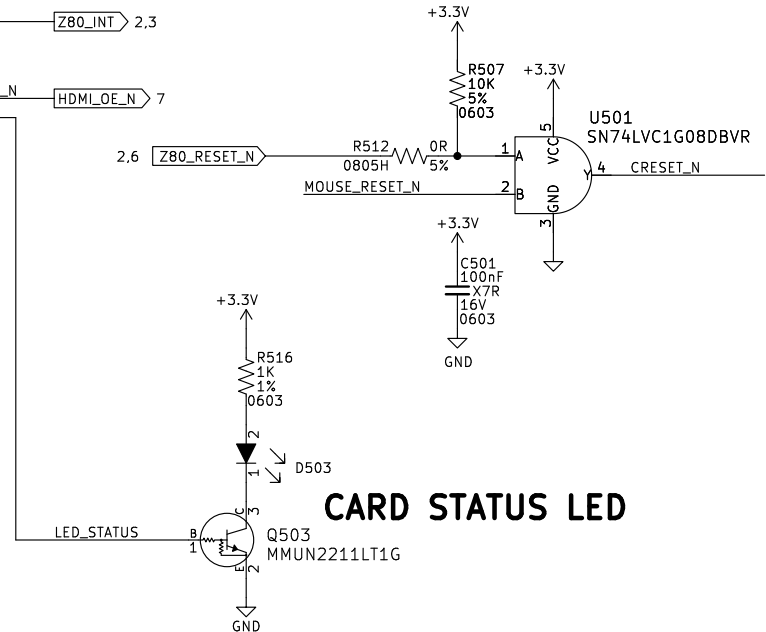 +3.3V
Z80_INT 2,3
_N HDMI_OE_N 7
R507
10K
5%
0603
+3.3V
U501
SN74LVC1G08DBVR
2,6 Z80_RESET_N
R512 0R
0805H 5%
1 A
VCC 5
Y 4 CRESET_N
MOUSE_RESET_N 2 B
GND 3
+3.3V
C501
100nF
X7R
16V
0603
GND
+3.3V
R516
1K
1%
0603
2
1
D503
CARD STATUS LED
C 3
LED_STATUS B
1
Q503
MMUN2211LT1G
E 2
GND